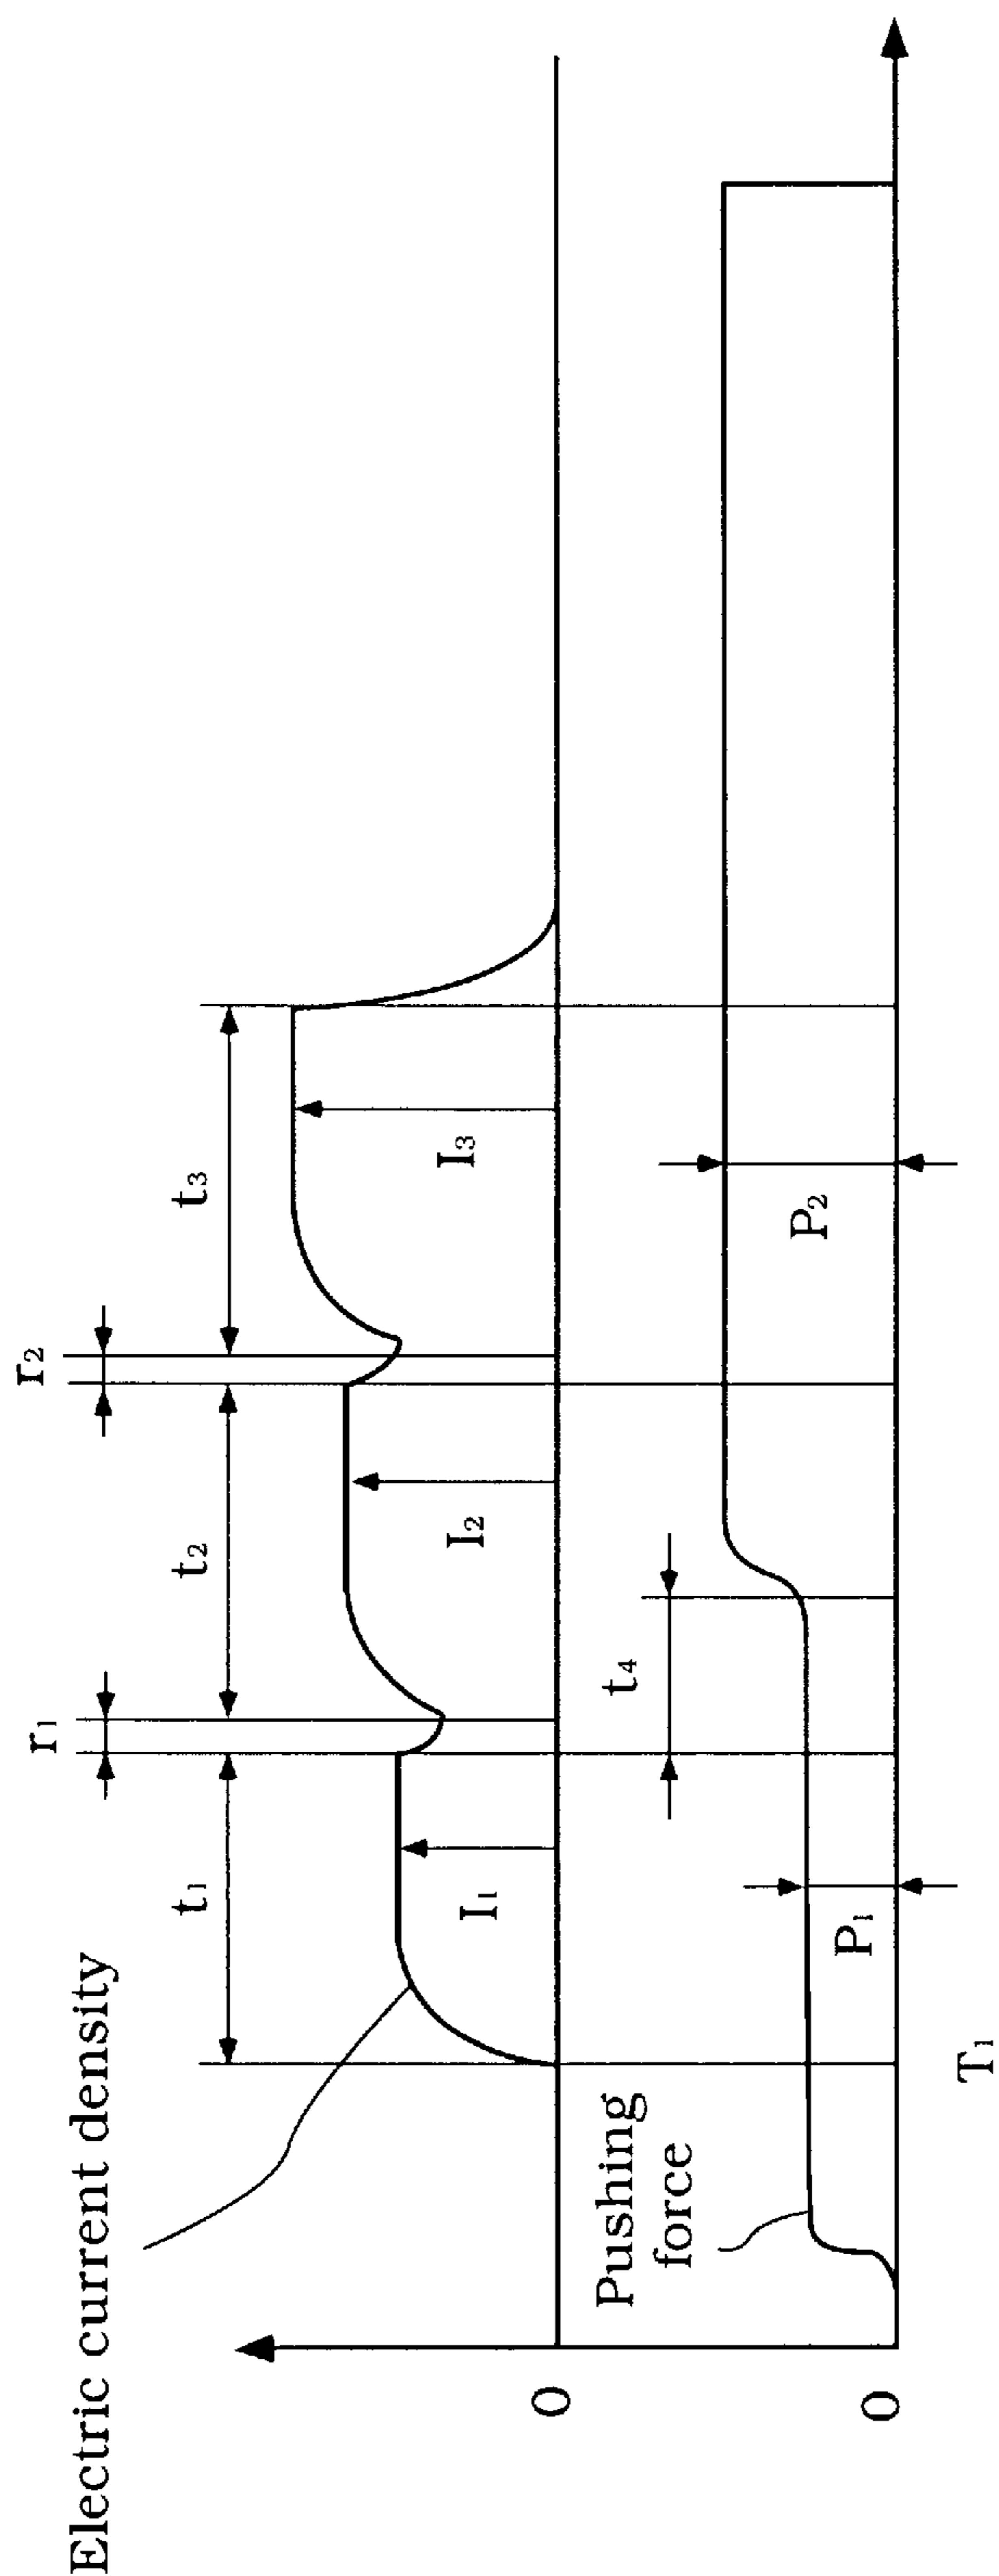 Electric current density
t₁
r₁
t₂
r₂
t₃
I₁
I₂
I₃
0
Pushing
force
t₄
P₁
P₂
0
T₁